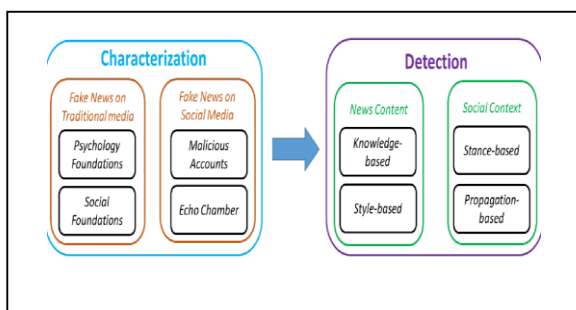 Characterization
Fake News on
Traditional media
Psychology
Foundations
Social
Foundations
Fake News on
Social Media
Malicious
Accounts
Echo Chamber
Detection
News Content
Knowledge-
based
Style-based
Social Context
Stance-based
Propagation-
based